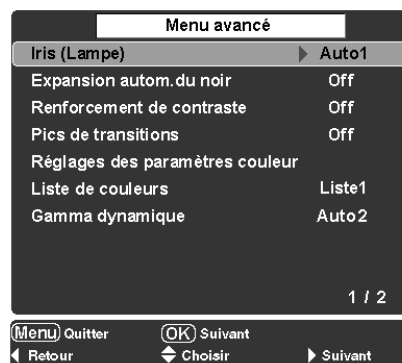 Menu avancé
Iris (Lampe) Auto1
Expansion autom.du noir Off
Renforcement de contraste Off
Pics de transitions Off
Réglages des paramètres couleur
Liste de couleurs Liste1
Gamma dynamique Auto2
1 / 2
Menu Quitter OK Suivant
Retour Choisir Suivant